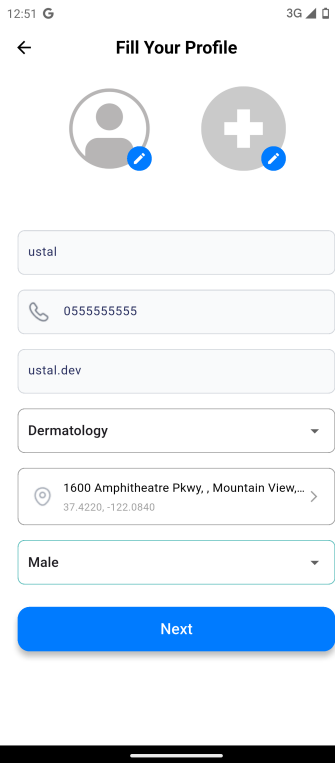 12:51 G 3G
Fill Your Profile
ustal
0555555555
ustal.dev
Dermatology
1600 Amphitheatre Pkwy, , Mountain View,...
37.4220, -122.0840
Male
Next